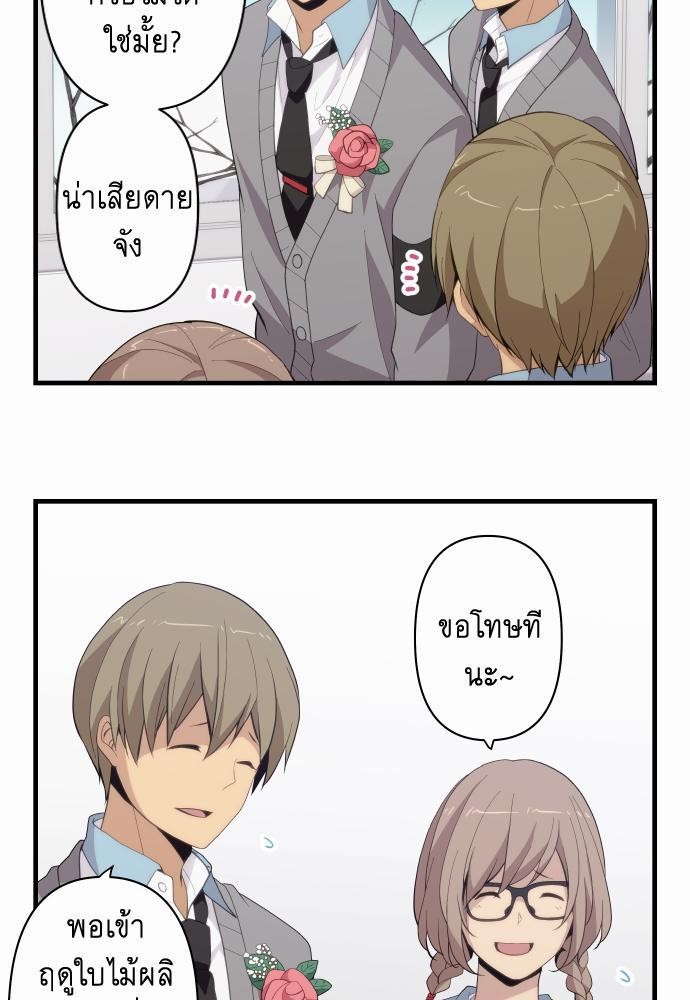 ใช่มั้ย?
น่าเสียดาย
จัง
ขอโทษที
นะ~
พอเข้า
ฤดูใบไม้ผลิ